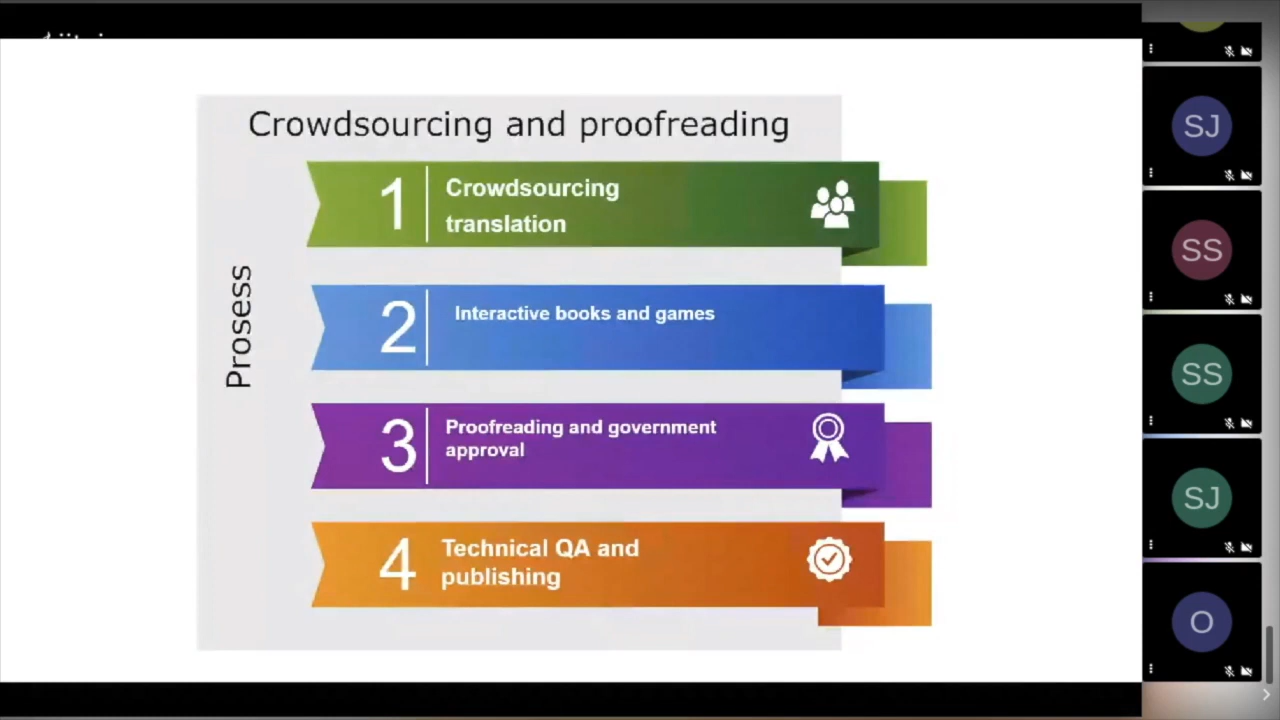 Crowdsourcing and proofreading
Prosess
1
Crowdsourcing
translation
2
Interactive books and games
3
Proofreading and government
approval
4
Technical QA and
publishing
SJ
SS
SS
SJ
O